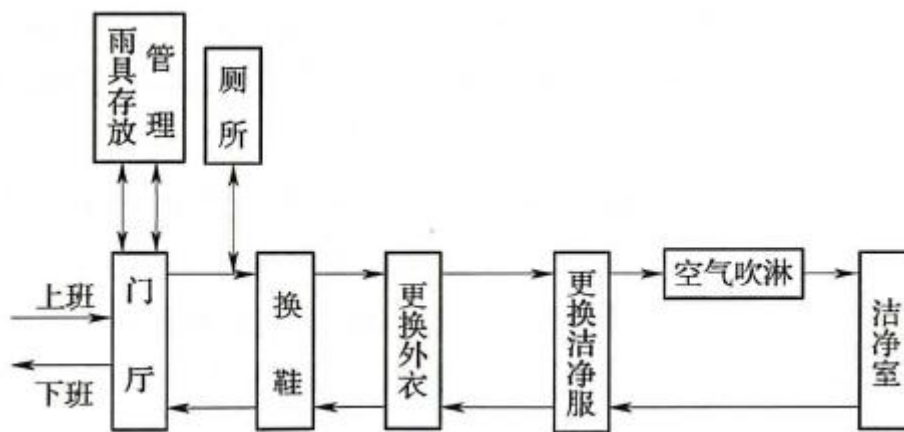 雨具存放
管理
厕所
上班
下班
门厅
换鞋
更换外衣
更换洁净服
空气吹淋
洁净室